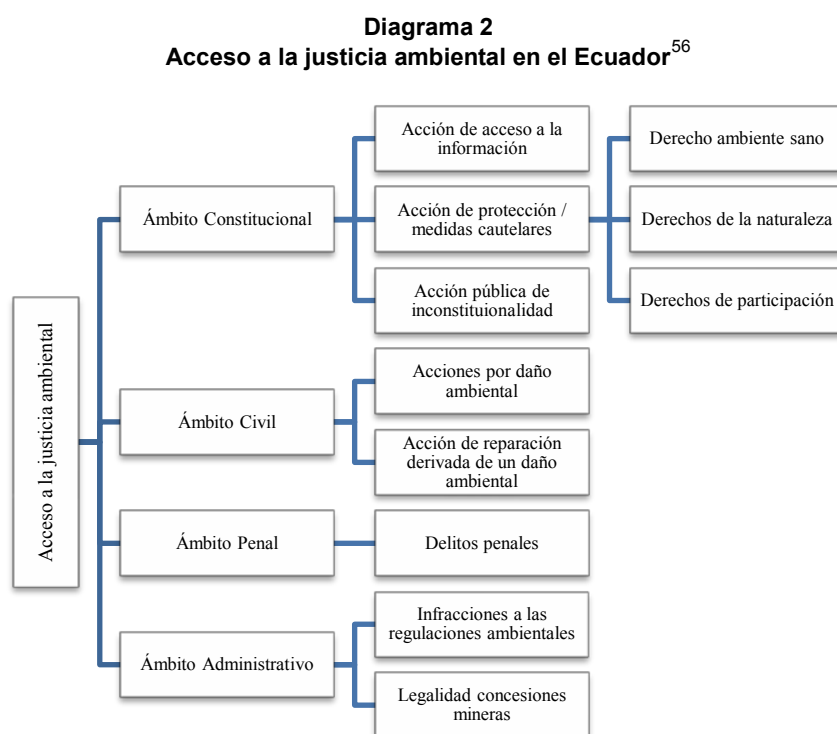 Diagrama 2
Acceso a la justicia ambiental en el Ecuador56
Acceso a la justicia ambiental
Ámbito Constitucional
Acción de acceso a la
información
Acción de protección /
medidas cautelares
Derecho ambiente sano
Derechos de la naturaleza
Derechos de participación
Acción pública de
inconstituionalidad
Ámbito Civil
Acciones por daño
ambiental
Acción de reparación
derivada de un daño
ambiental
Ámbito Penal
Delitos penales
Ámbito Administrativo
Infracciones a las
regulaciones ambientales
Legalidad concesiones
mineras